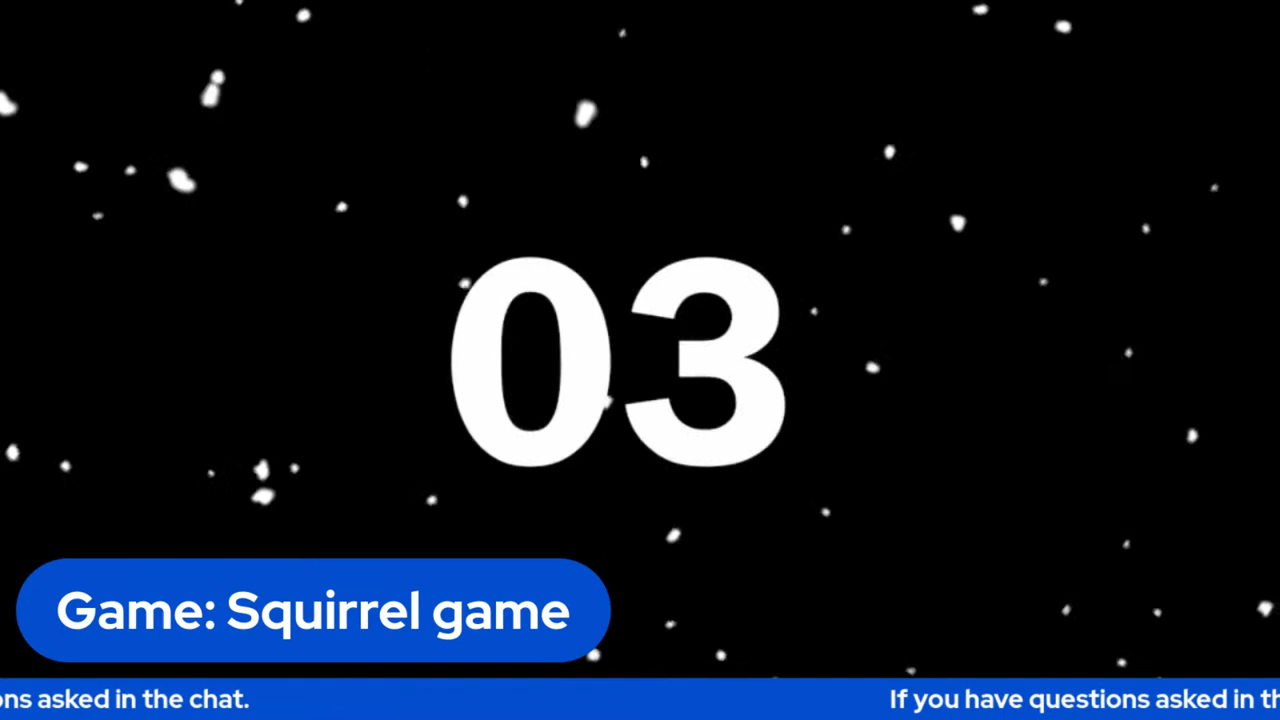 03
Game: Squirrel game
ons asked in the chat. If you have questions asked in th